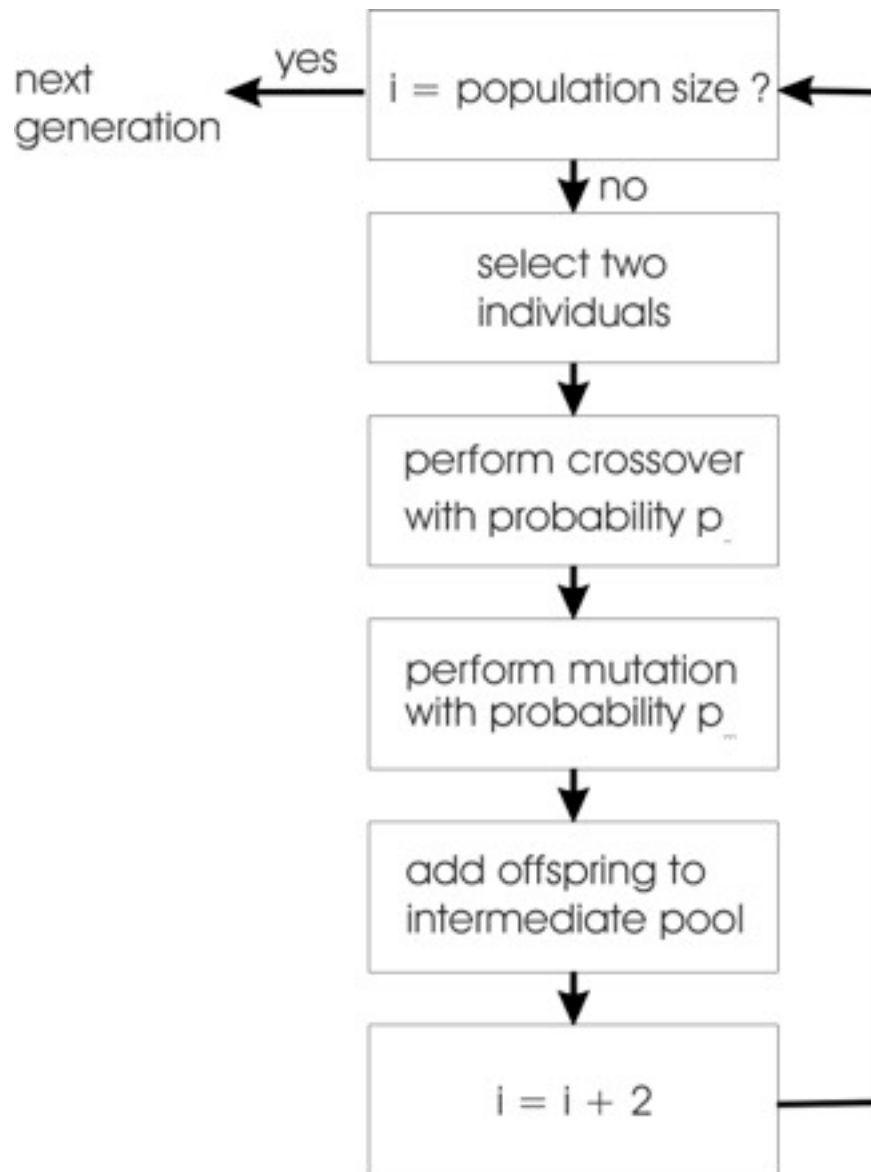 yes
next
generation
i = population size ?
no
select two
individuals
perform crossover
with probability p
perform mutation
with probability p m
add offspring to
intermediate pool
i = i + 2